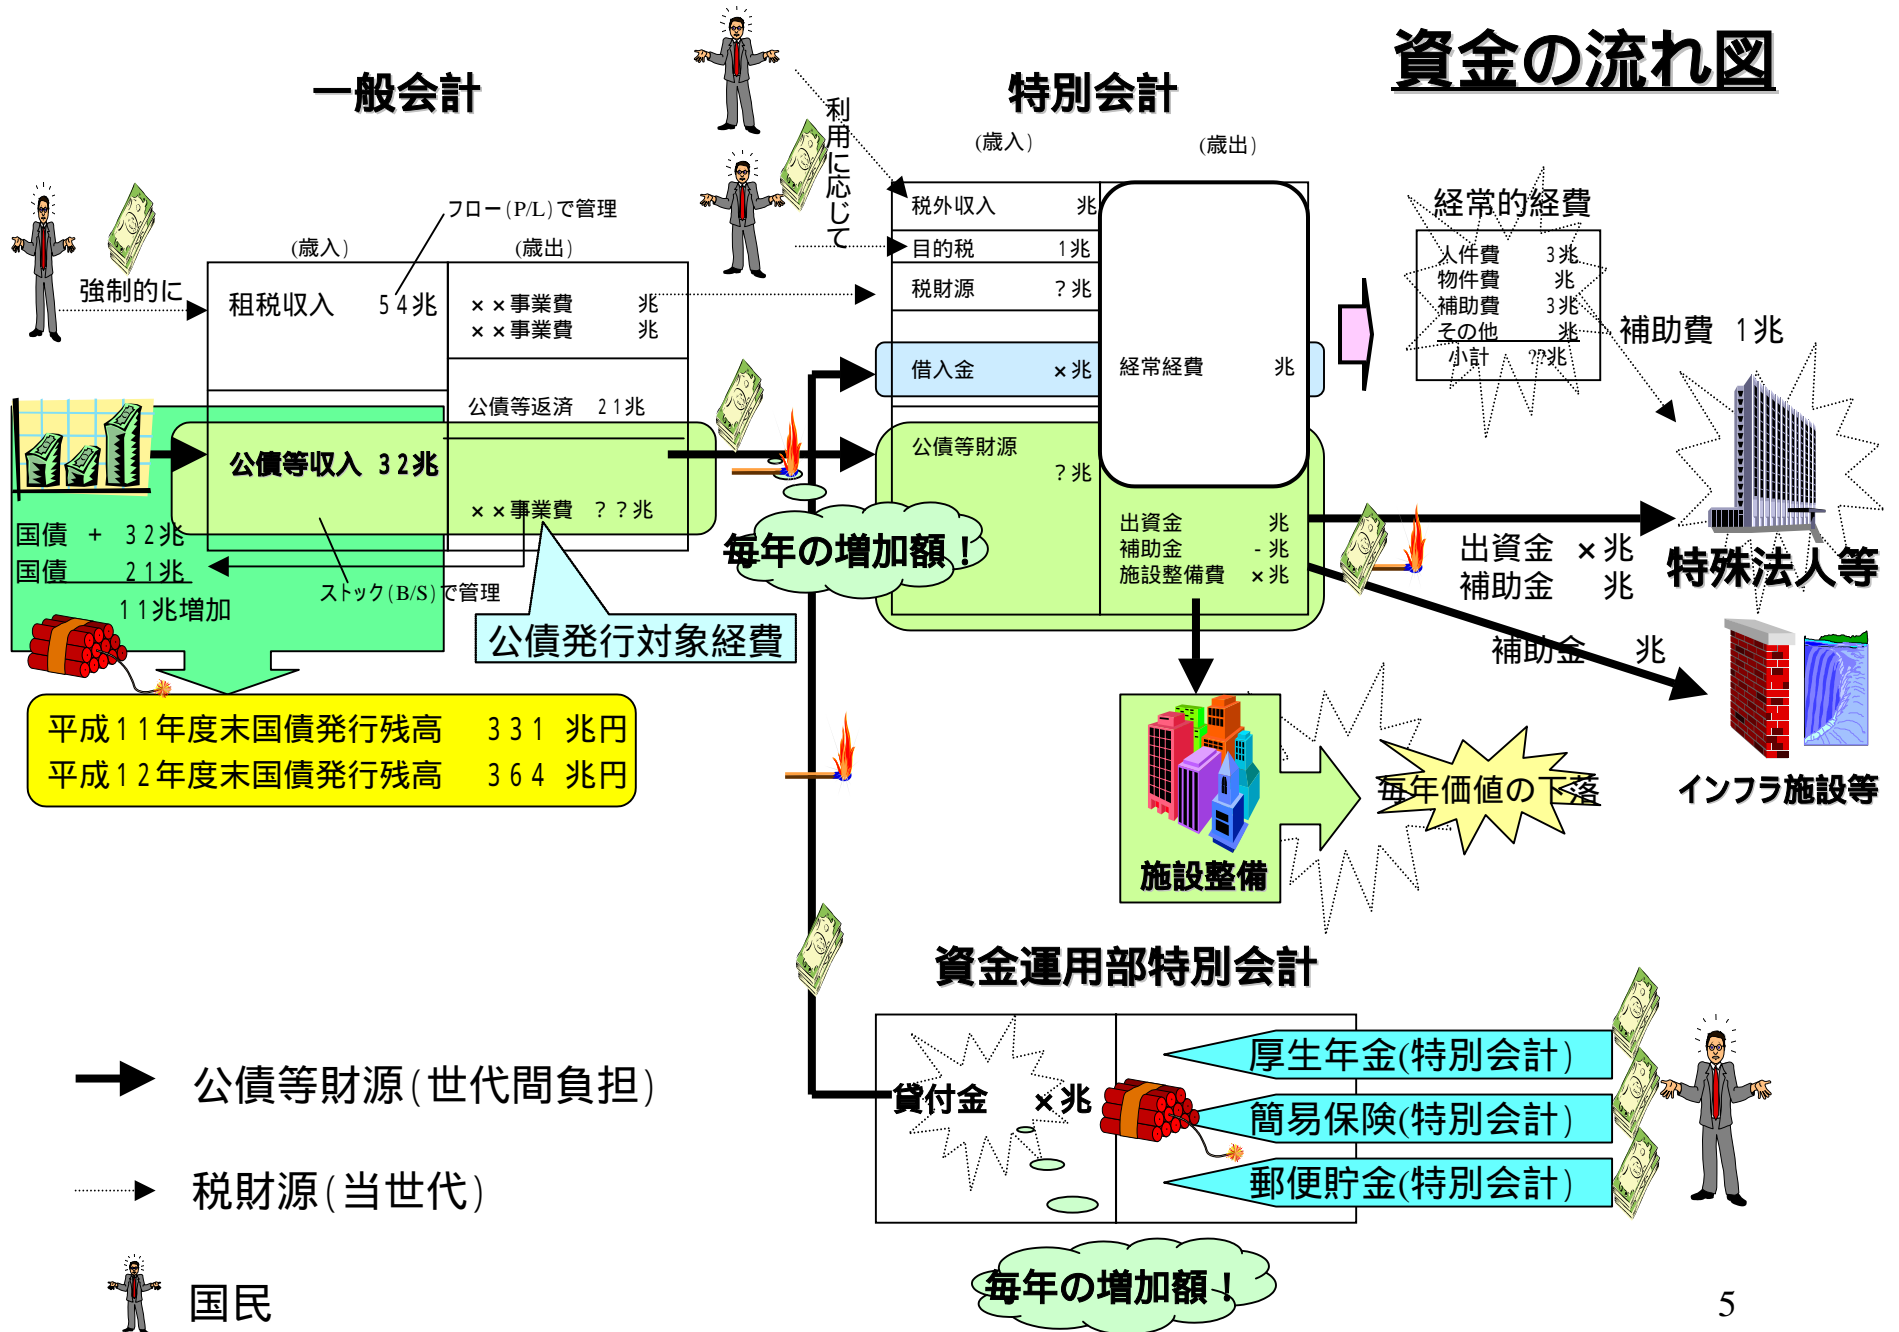 資金の流れ図
一般会計
特別会計
(歳入)
(歳出)
フロー(P/L)で管理
(歳入)
(歳出)
強制的に
租税収入 54兆
××事業費 兆
××事業費 兆
公債等返済 21兆
公債等収入 32兆
××事業費 ??兆
国債 + 32兆
国債 21兆
11兆増加
ストック(B/S)で管理
公債発行対象経費
平成11年度末国債発行残高 331 兆円
平成12年度末国債発行残高 364 兆円
利用に応じて
税外収入 兆
目的税 1兆
税財源 ?兆
借入金 ×兆
経常経費 兆
公債等財源
?兆
出資金 兆
補助金 -兆
施設整備費 ×兆
毎年の増加額!
経常的経費
人件費 3兆
物件費 兆
補助費 3兆
その他 兆
小計 ??兆
補助費 1兆
出資金 ×兆
補助金 兆
特殊法人等
補助金 兆
インフラ施設等
施設整備
毎年価値の下落
資金運用部特別会計
貸付金 ×兆
厚生年金(特別会計)
簡易保険(特別会計)
郵便貯金(特別会計)
毎年の増加額!
公債等財源(世代間負担)
税財源(当世代)
国民
5